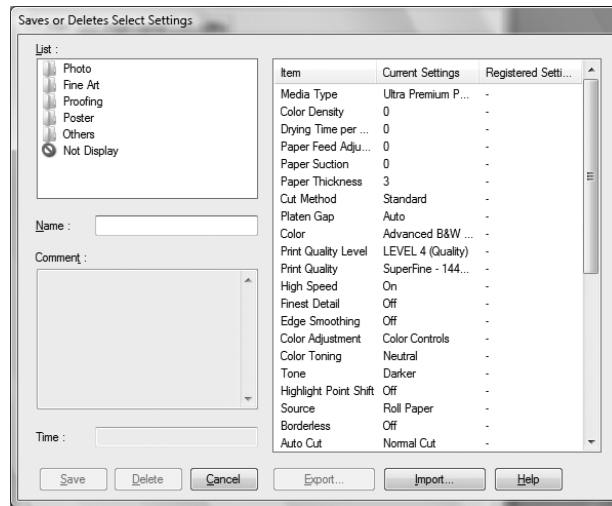 Saves or Deletes Select Settings
List :
Photo
Fine Art
Proofing
Poster
Others
Not Display
Name :
Comment :
Time :
Item Current Settings Registered Setti...
Media Type Ultra Premium P... -
Color Density 0 -
Drying Time per ... 0 -
Paper Feed Adju... 0 -
Paper Suction 0 -
Paper Thickness 3 -
Cut Method Standard -
Platen Gap Auto -
Color Advanced B&W ... -
Print Quality Level LEVEL 4 (Quality) -
Print Quality SuperFine - 144... -
High Speed On -
Finest Detail Off -
Edge Smoothing Off -
Color Adjustment Color Controls -
Color Toning Neutral -
Tone Darker -
Highlight Point Shift Off -
Source Roll Paper -
Borderless Off -
Auto Cut Normal Cut -
Save Delete Cancel Export... Import... Help